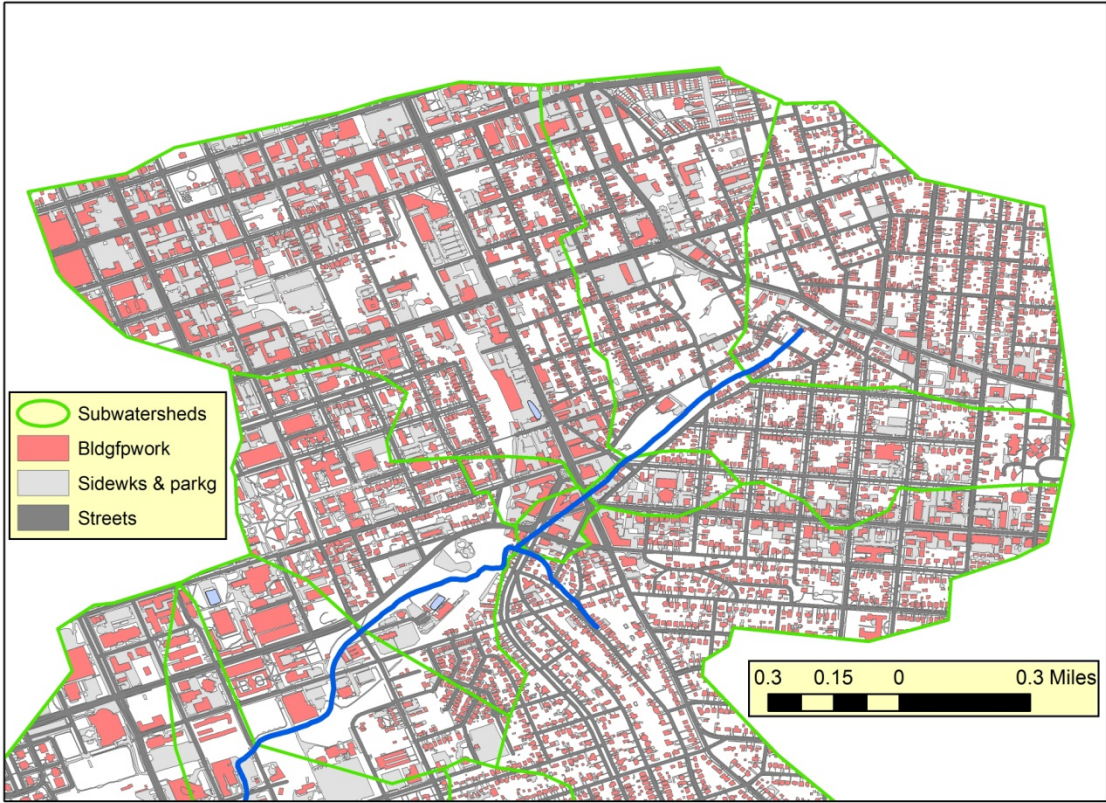 Subwatersheds
Bldgfpwork
Sidewks & parkg
Streets
0.3 0.15 0 0.3 Miles